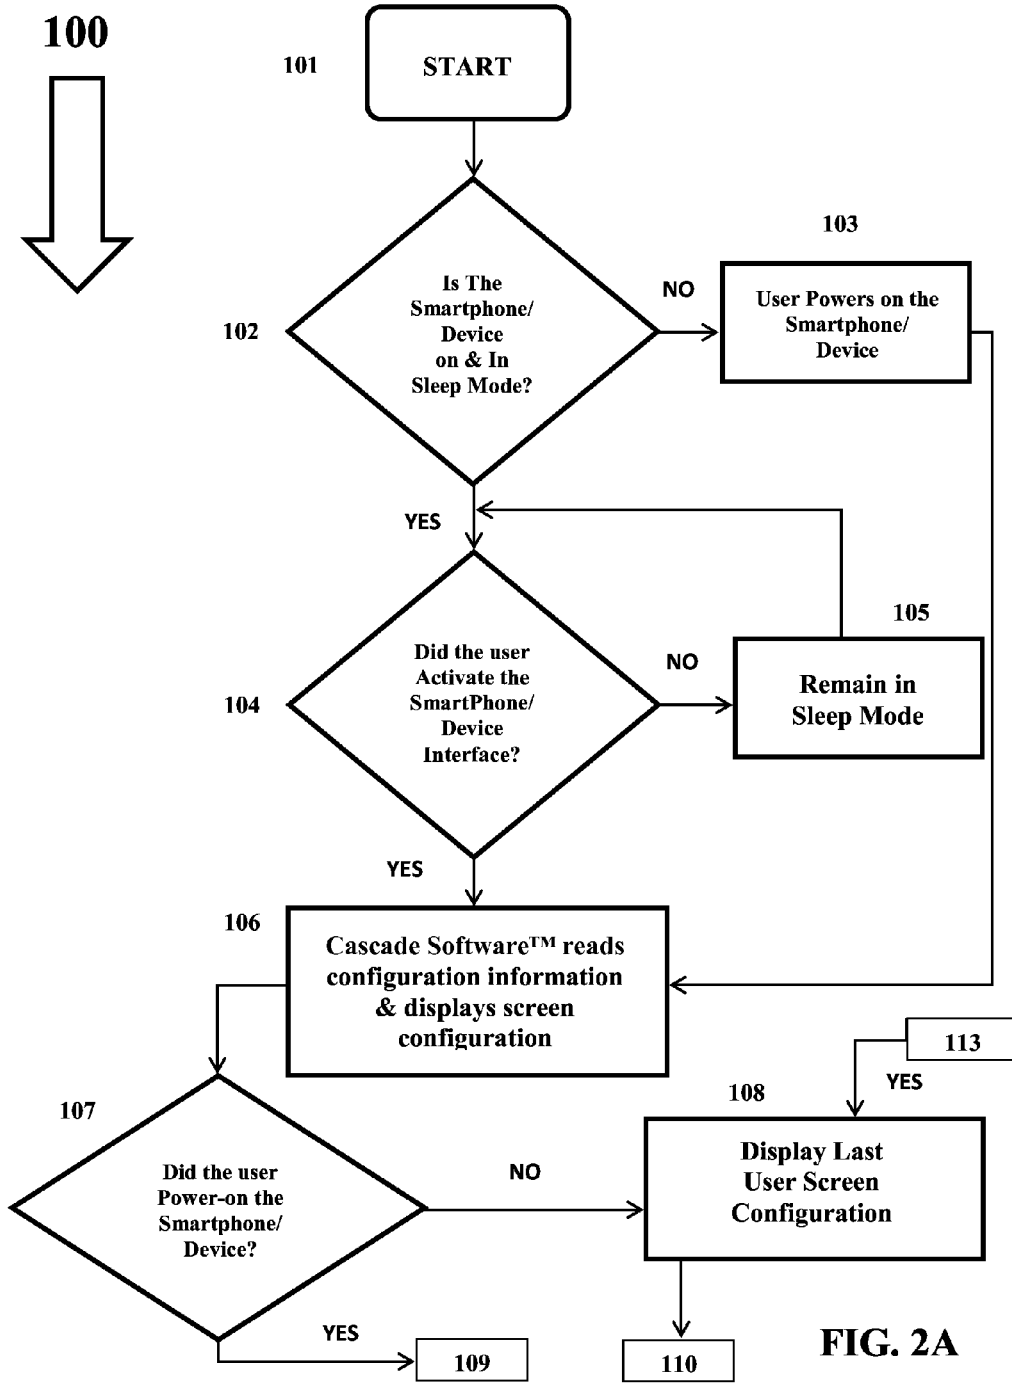 100
101
START
103
Is The
Smartphone/
Device
on & In
Sleep Mode?
102
NO
User Powers on the
Smartphone/
Device
YES
105
Did the user
Activate the
SmartPhone/
Device
Interface?
104
NO
Remain in
Sleep Mode
YES
106
Cascade Software™ reads
configuration information
& displays screen
configuration
113
YES
107
108
Did the user
Power-on the
Smartphone/
Device?
NO
Display Last
User Screen
Configuration
YES
109
110
FIG. 2A